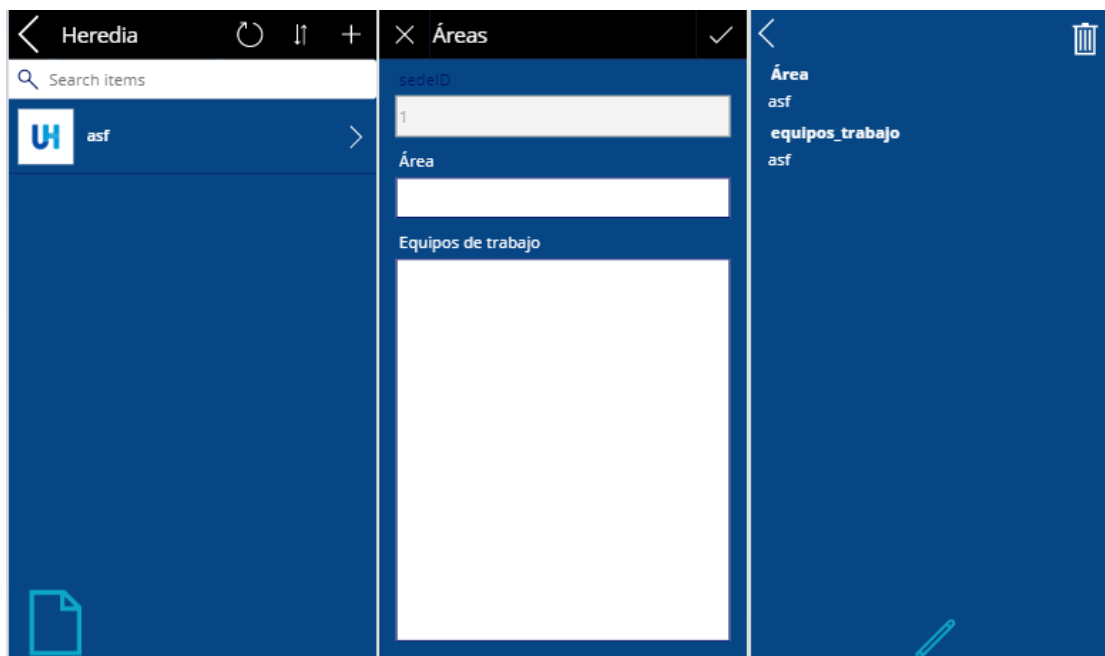 Heredia
Search items
UH
asf
Áreas
sedeID
1
Área
Equipos de trabajo
Área
asf
equipos_trabajo
asf